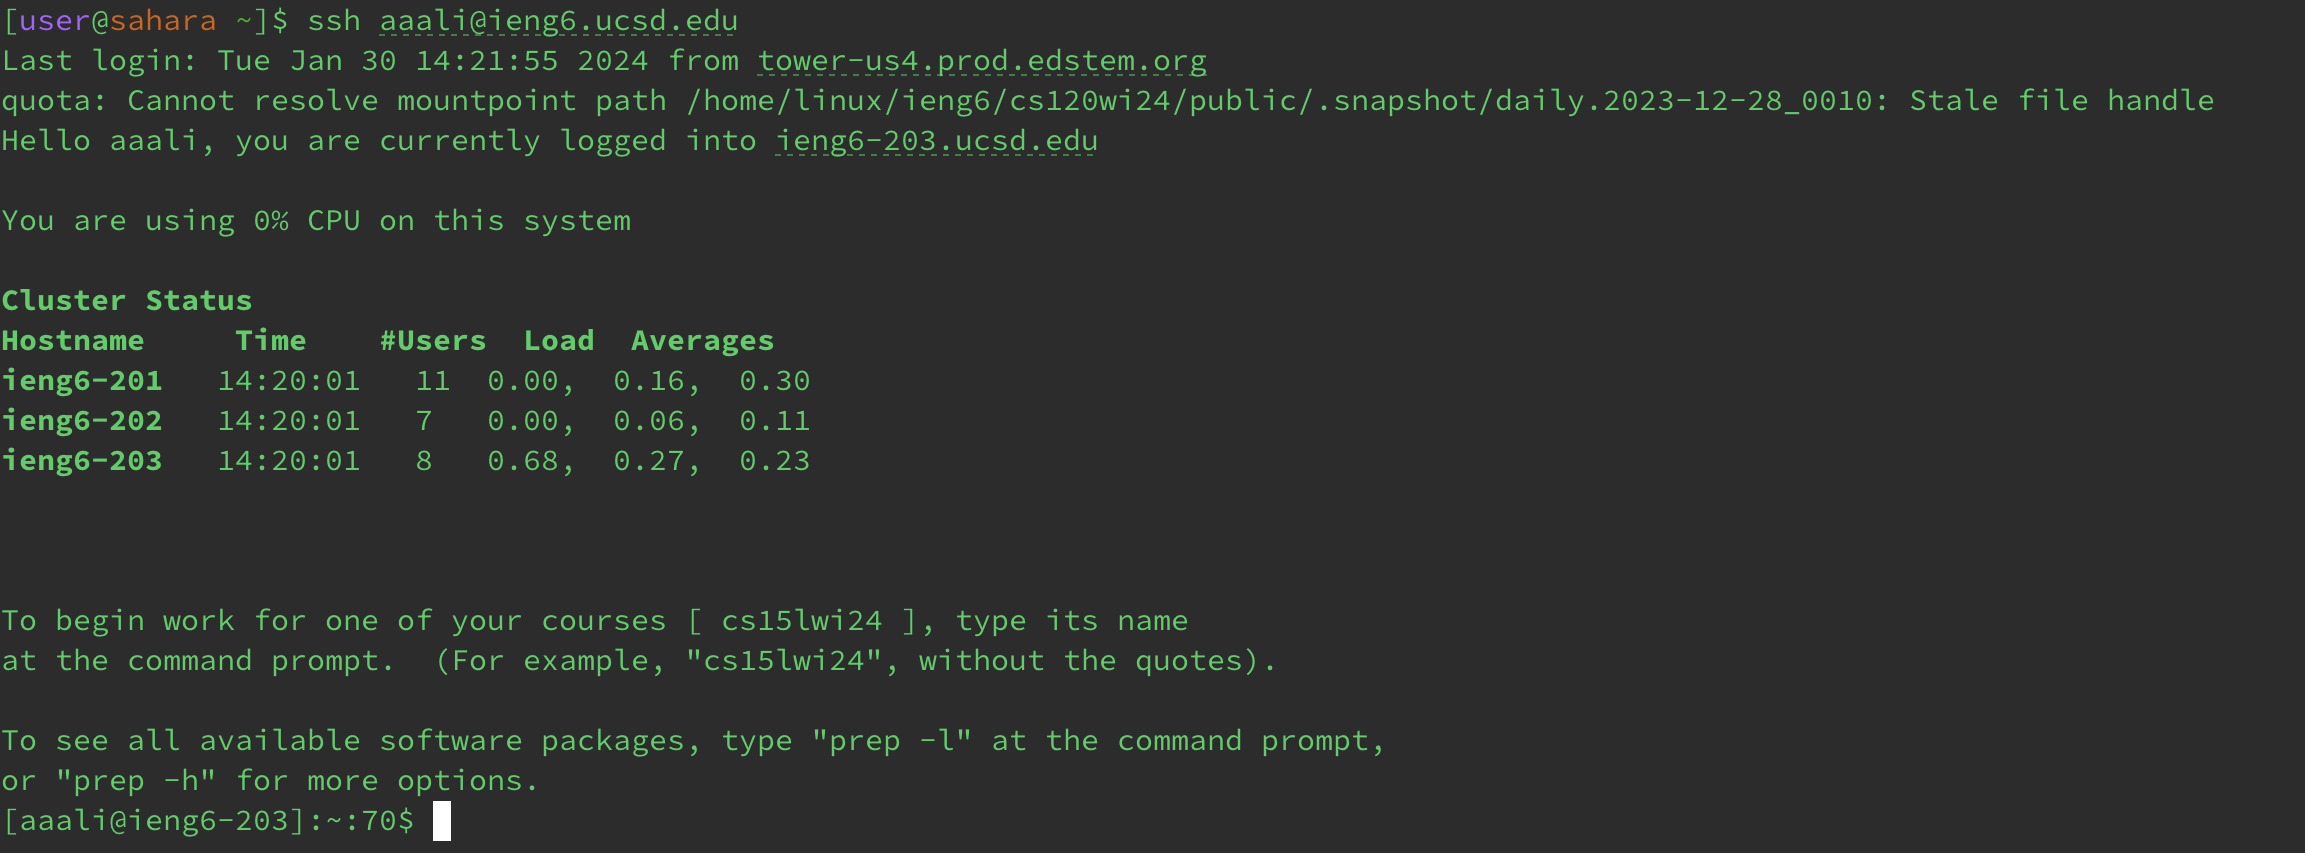 [user@sahara ~]$ ssh aaali@ieng6.ucsd.edu
Last login: Tue Jan 30 14:21:55 2024 from tower-us4.prod.edstem.org
quota: Cannot resolve mountpoint path /home/linux/ieng6/cs120wi24/public/.snapshot/daily.2023-12-28_0010: Stale file handle
Hello aaali, you are currently logged into ieng6-203.ucsd.edu
You are using 0% CPU on this system
Cluster Status
Hostname     Time    #Users  Load  Averages
ieng6-201   14:20:01   11  0.00,  0.16,  0.30
ieng6-202   14:20:01   7   0.00,  0.06,  0.11
ieng6-203   14:20:01   8   0.68,  0.27,  0.23
To begin work for one of your courses [ cs15lwi24 ], type its name
at the command prompt.  (For example, "cs15lwi24", without the quotes).
To see all available software packages, type "prep -l" at the command prompt,
or "prep -h" for more options.
[aaali@ieng6-203]:~:70$